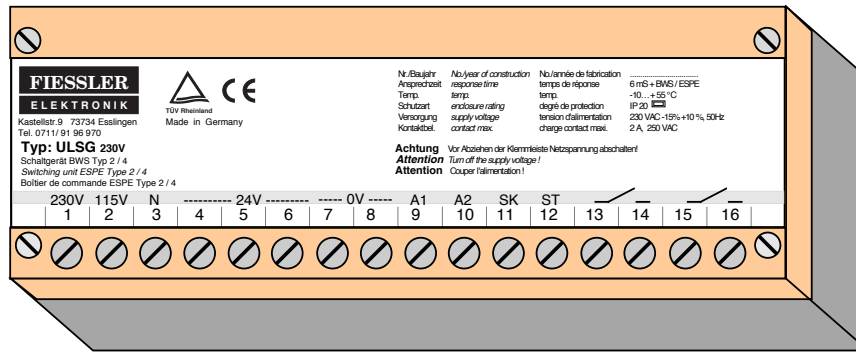 FIESSLER
ELEKTRONIK
TÜV Rheinland
CE
Kastellstr.9 73734 Esslingen
Made in Germany
Tel. 0711/ 91 96 970
Typ: ULSG 230V
Schaltgerät BWS Typ 2 / 4
Switching unit ESPE Type 2 / 4
Boîtier de commande ESPE Type 2 / 4
Nr./Baujahr No./year of construction No./année de fabrication ................................
Ansprechzeit response time temps de réponse 6 mS + BWS / ESPE
Temp. temp. temp. -10…+ 55 °C
Schutzart enclosure rating degré de protection IP 20
Versorgung supply voltage tension d'alimentation 230 VAC -15% +10 %, 50Hz
Kontaktbel. contact max. charge contact maxi. 2 A, 250 VAC
Achtung Vor Abziehen der Klemmleiste Netzspannung abschalten!
Attention Turn off the supply voltage !
Attention Couper l'alimentation !
230V 115V N ---------- 24V --------- ----- 0V ----- A1 A2 SK ST
1 2 3 4 5 6 7 8 9 10 11 12 13 14 15 16